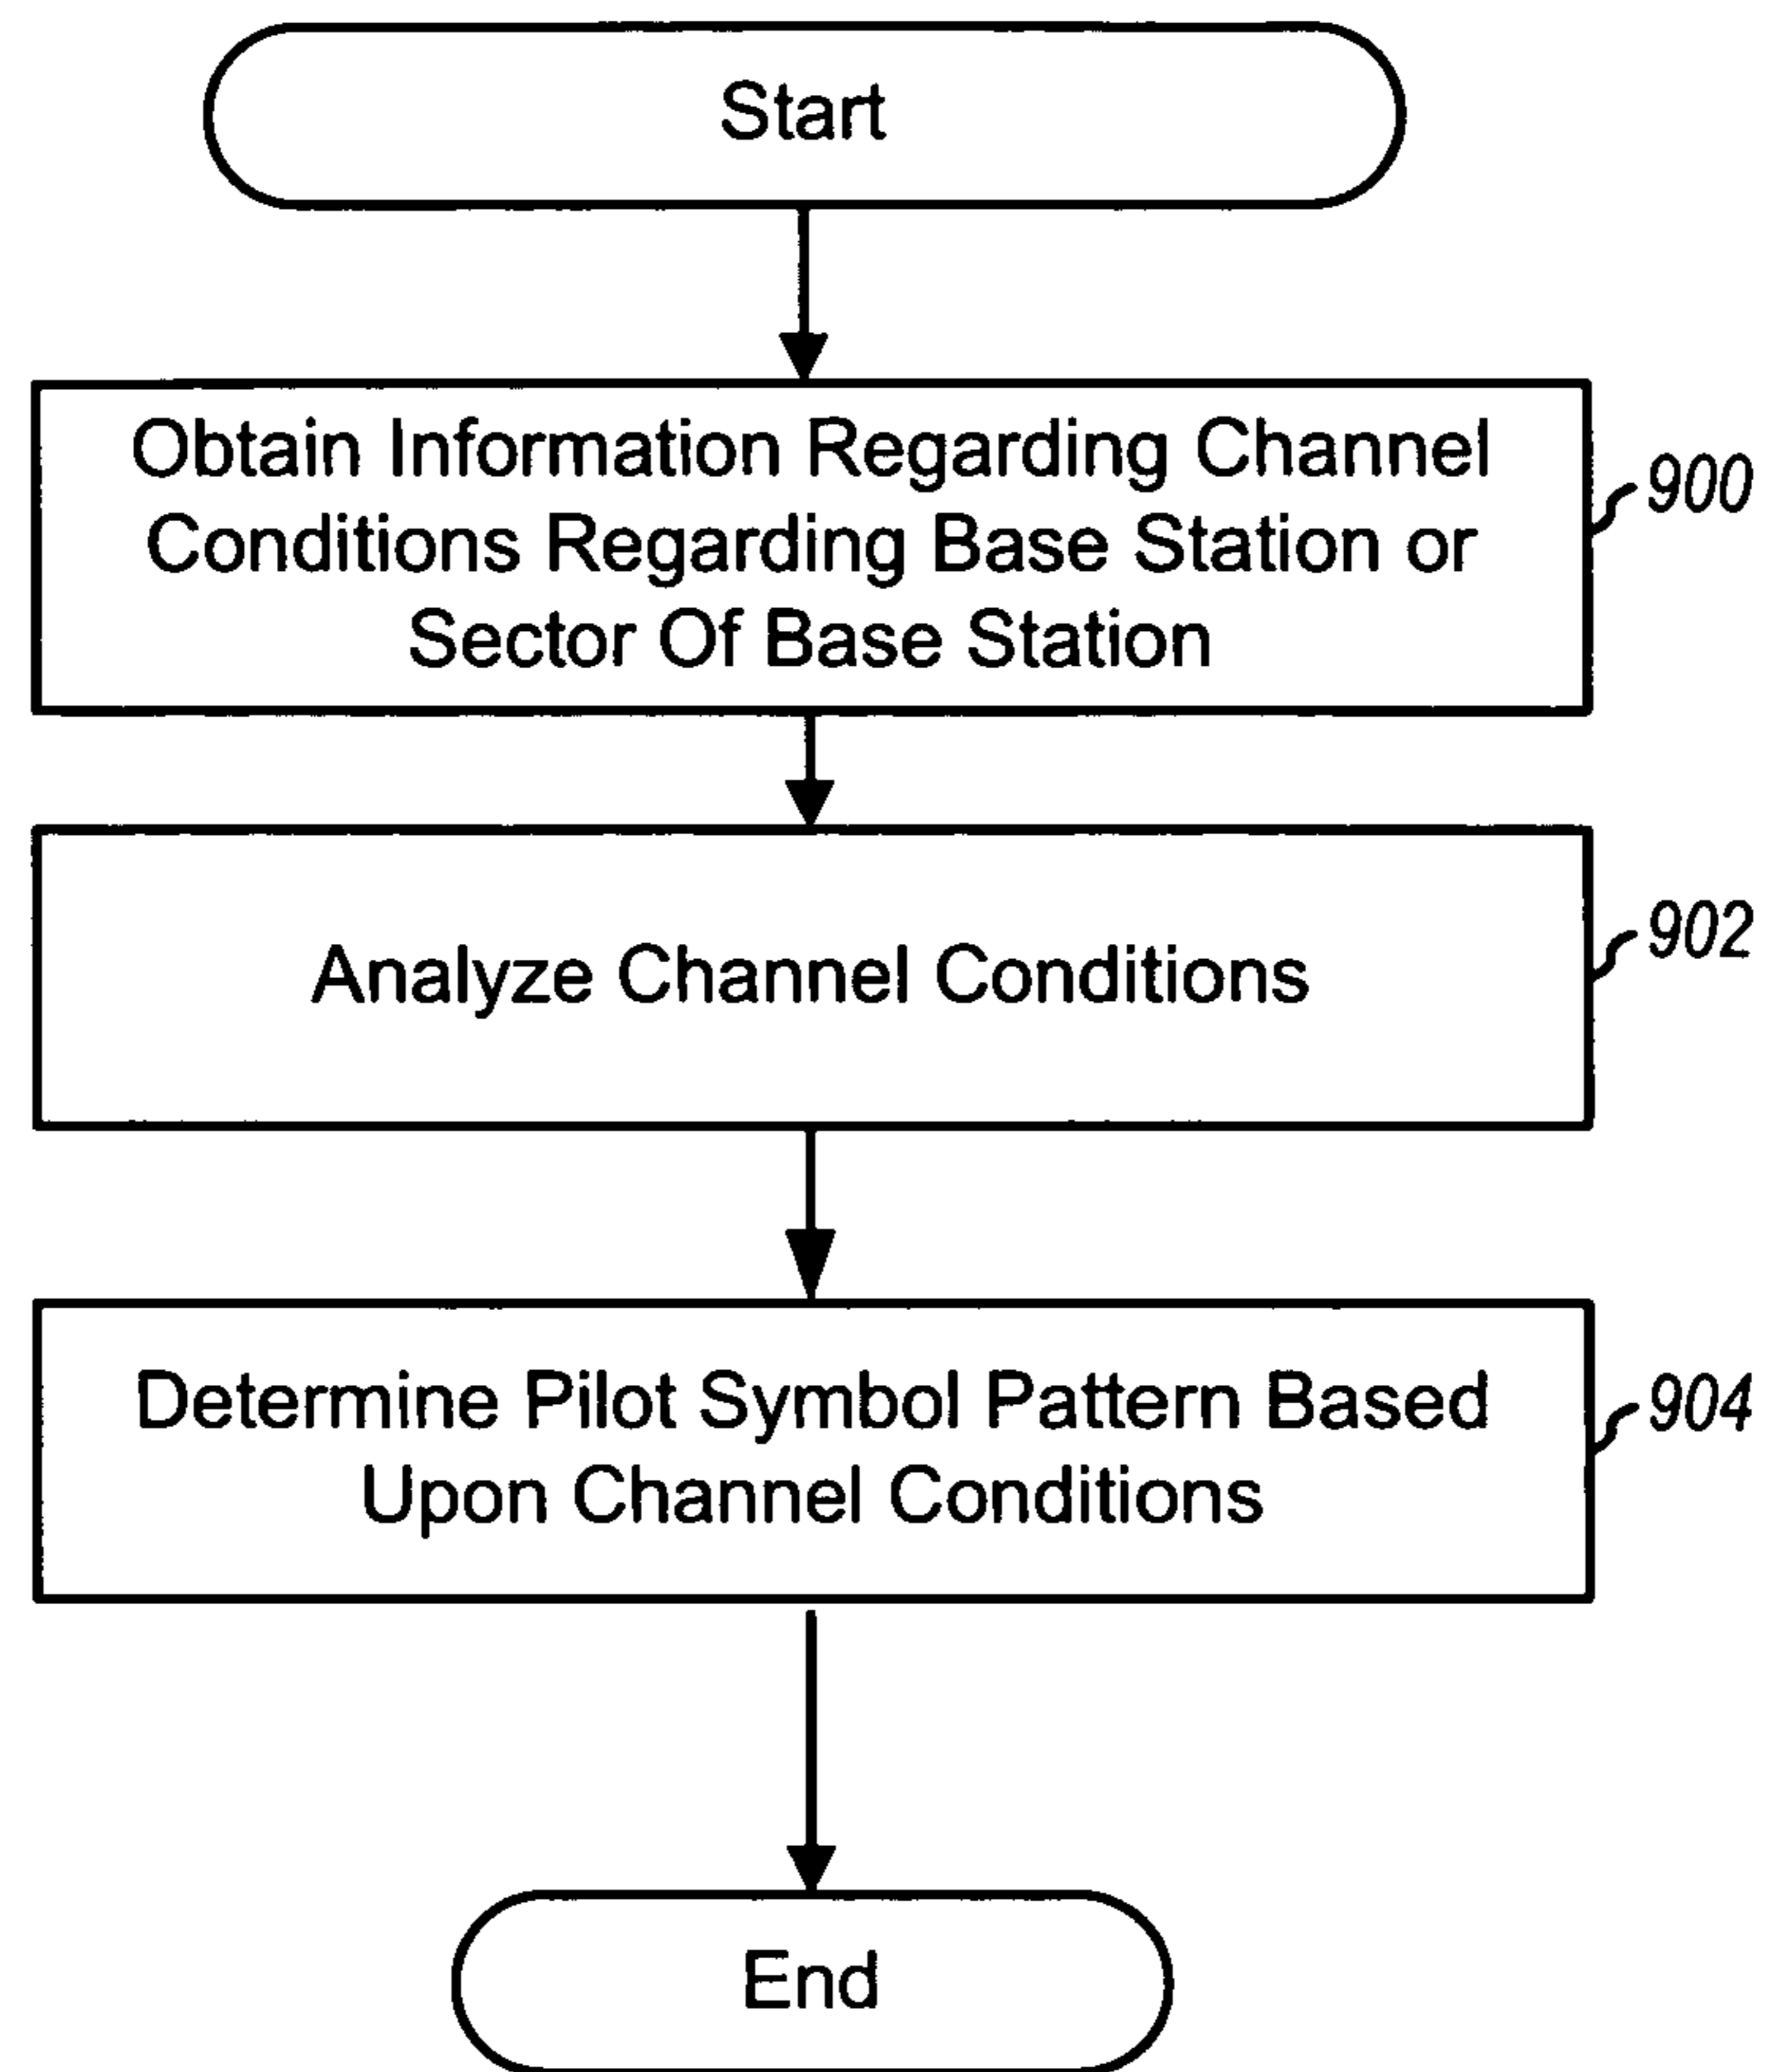 Start
Obtain Information Regarding Channel
Conditions Regarding Base Station or
Sector Of Base Station
900
Analyze Channel Conditions
902
Determine Pilot Symbol Pattern Based
Upon Channel Conditions
904
End